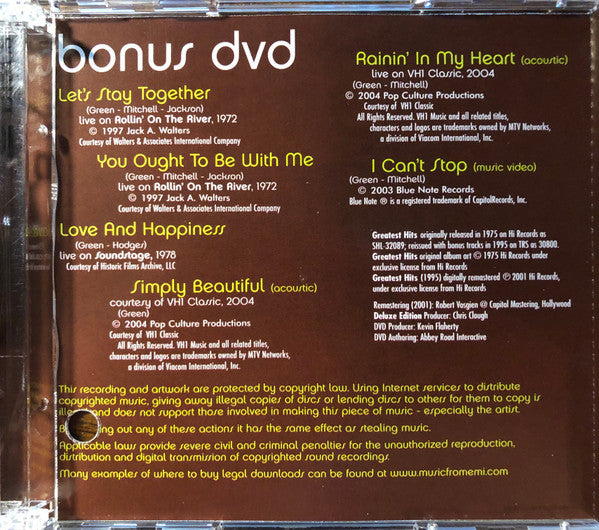 bonus dvd
Let's Stay Together
(Green - Mitchell - Jackson)
live on Rollin' On The River, 1972
© 1997 Jack A. Walters
Courtesy of Walters & Associates International Company
You Ought To Be With Me
(Green - Mitchell - Jackson)
live on Rollin' On The River, 1972
© 1997 Jack A. Walters
Courtesy of Walters & Associates International Company
Love And Happiness
(Green - Hodges)
live on Soundstage, 1978
Courtesy of Historic Films Archive, LLC
Simply Beautiful (acoustic)
courtesy of VH1 Classic, 2004
(Green)
© 2004 Pop Culture Productions
Courtesy of VH1 Classic
All Rights Reserved. VH1 Music and all related titles,
characters and logos are trademarks owned by MTV Networks,
a division of Viacom International, Inc.
Rainin' In My Heart (acoustic)
live on VH1 Classic, 2004
(Green - Mitchell)
© 2004 Pop Culture Productions
Courtesy of VH1 Classic
All Rights Reserved. VH1 Music and all related titles,
characters and logos are trademarks owned by MTV Networks,
a division of Viacom International, Inc.
I Can't Stop (music video)
(Green - Mitchell)
© 2003 Blue Note Records
Blue Note ® is a registered trademark of CapitolRecords, Inc.
Greatest Hits originally released in 1975 on Hi Records as
SHL-32089; reissued with bonus tracks in 1995 on TRS as 30800.
Greatest Hits original album art © 1975 Hi Records under
exclusive license from Hi Records
Greatest Hits (1995) digitally remastered ℗ 2001 Hi Records,
under exclusive license from Hi Records
Remastering (2001): Robert Vosgien @ Capitol Mastering, Hollywood
Deluxe Edition Producer: Chris Clough
DVD Producer: Kevin Flaherty
DVD Authoring: Abbey Road Interactive
This recording and artwork are protected by copyright law. Using Internet services to distribute
copyrighted music, giving away illegal copies of discs or lending discs to others for them to copy is
and does not support those involved in making this piece of music - especially the artist.
out any of these actions it has the same effect as stealing music.
Applicable laws provide severe civil and criminal penalties for the unauthorized reproduction,
distribution and digital transmission of copyrighted sound recordings.
Many examples of where to buy legal downloads can be found at www.musicfromemi.com